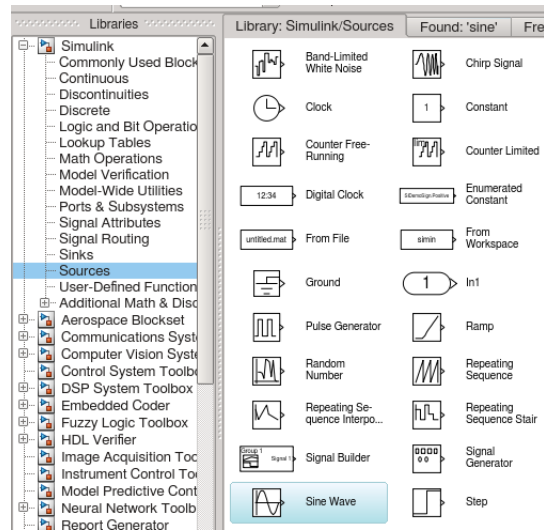 Libraries
Simulink
Commonly Used Block
Continuous
Discontinuities
Discrete
Logic and Bit Operatio
Lookup Tables
Math Operations
Model Verification
Model-Wide Utilities
Ports & Subsystems
Signal Attributes
Signal Routing
Sinks
Sources
User-Defined Function
Additional Math & Disc
Aerospace Blockset
Communications Syst
Computer Vision Syste
Control System Toolbo
DSP System Toolbox
Embedded Coder
Fuzzy Logic Toolbox
HDL Verifier
Image Acquisition Too
Instrument Control Too
Model Predictive Cont
Neural Network Toolb
Report Generator
Library: Simulink/Sources
Found: 'sine'
Fre
Band-Limited
White Noise
Chirp Signal
Clock
1
Constant
Counter Free-
Running
lim
Counter Limited
12:34
Digital Clock
Enumerated
Constant
untitled.mat
From File
simin
From
Workspace
Ground
1
In1
Pulse Generator
Ramp
Random
Number
Repeating
Sequence
Repeating Se-
quence Interpo...
Repeating
Sequence Stair
Group 1
Signal 1
Signal Builder
Signal
Generator
Sine Wave
Step